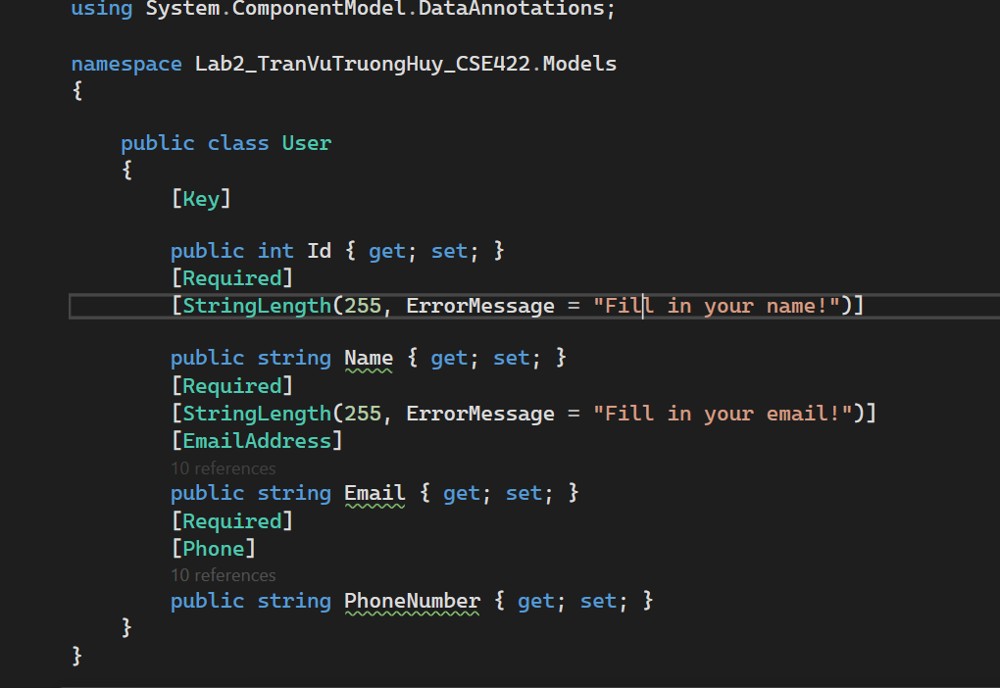 using System.ComponentModel.DataAnnotations;
namespace Lab2_TranVuTruongHuy_CSE422.Models
{
public class User
{
[Key]
public int Id { get; set; }
[Required]
[StringLength(255, ErrorMessage = "Fill in your name!")]
public string Name { get; set; }
[Required]
[StringLength(255, ErrorMessage = "Fill in your email!")]
[EmailAddress]
10 references
public string Email { get; set; }
[Required]
[Phone]
10 references
public string PhoneNumber { get; set; }
}
}